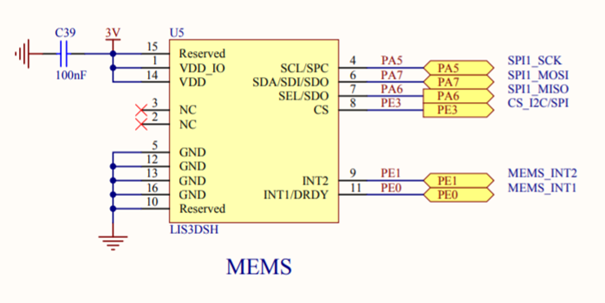 C39
3V
U5
100nF
15 Reserved
1 VDD_IO
14 VDD
3 NC
2 NC
5 GND
12 GND
13 GND
16 GND
10 Reserved
SCL/SPC 4 PA5 PA5 SPI1_SCK
SDA/SDI/SDO 6 PA7 PA7 SPI1_MOSI
SEL/SDO 7 PA6 PA6 SPI1_MISO
CS 8 PE3 PE3 CS_I2C/SPI
INT2 9 PE1 PE1 MEMS_INT2
INT1/DRDY 11 PE0 PE0 MEMS_INT1
LIS3DSH
MEMS